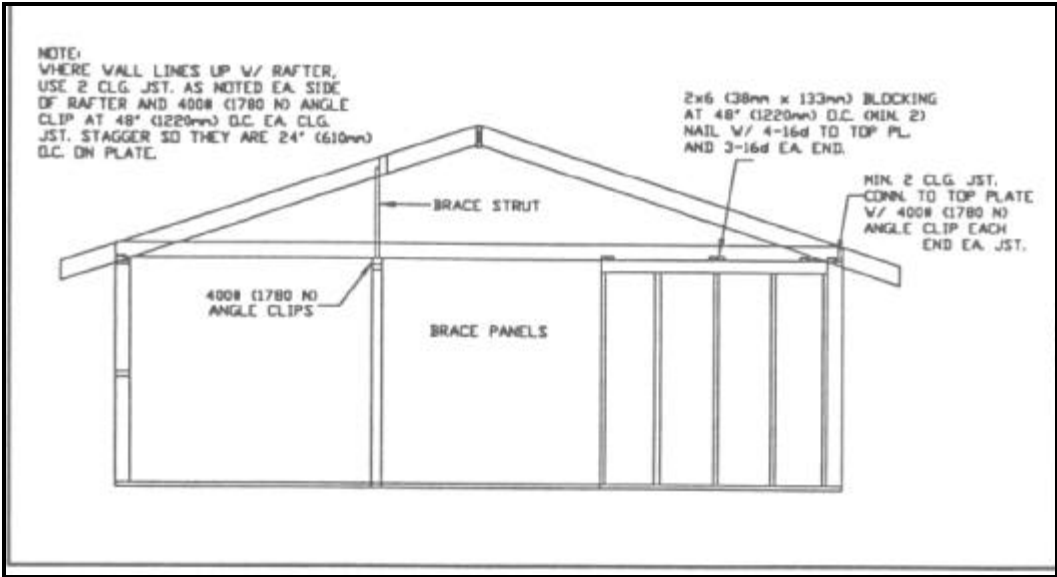 NOTE:
WHERE WALL LINES UP W/ RAFTER,
USE 2 CLG. JST. AS NOTED EA. SIDE
OF RAFTER AND 400# (1780 N) ANGLE
CLIP AT 48" (1220mm) O.C. EA. CLG.
JST. STAGGER SO THEY ARE 24" (610mm)
O.C. ON PLATE.
2x6 (38mm x 133mm) BLOCKING
AT 48" (1220mm) O.C. (MIN. 2)
NAIL W/ 4-16d TO TOP PL.
AND 3-16d EA. END.
MIN. 2 CLG. JST.
CONN. TO TOP PLATE
W/ 400# (1780 N)
ANGLE CLIP EACH
END EA. JST.
BRACE STRUT
400# (1780 N)
ANGLE CLIPS
BRACE PANELS